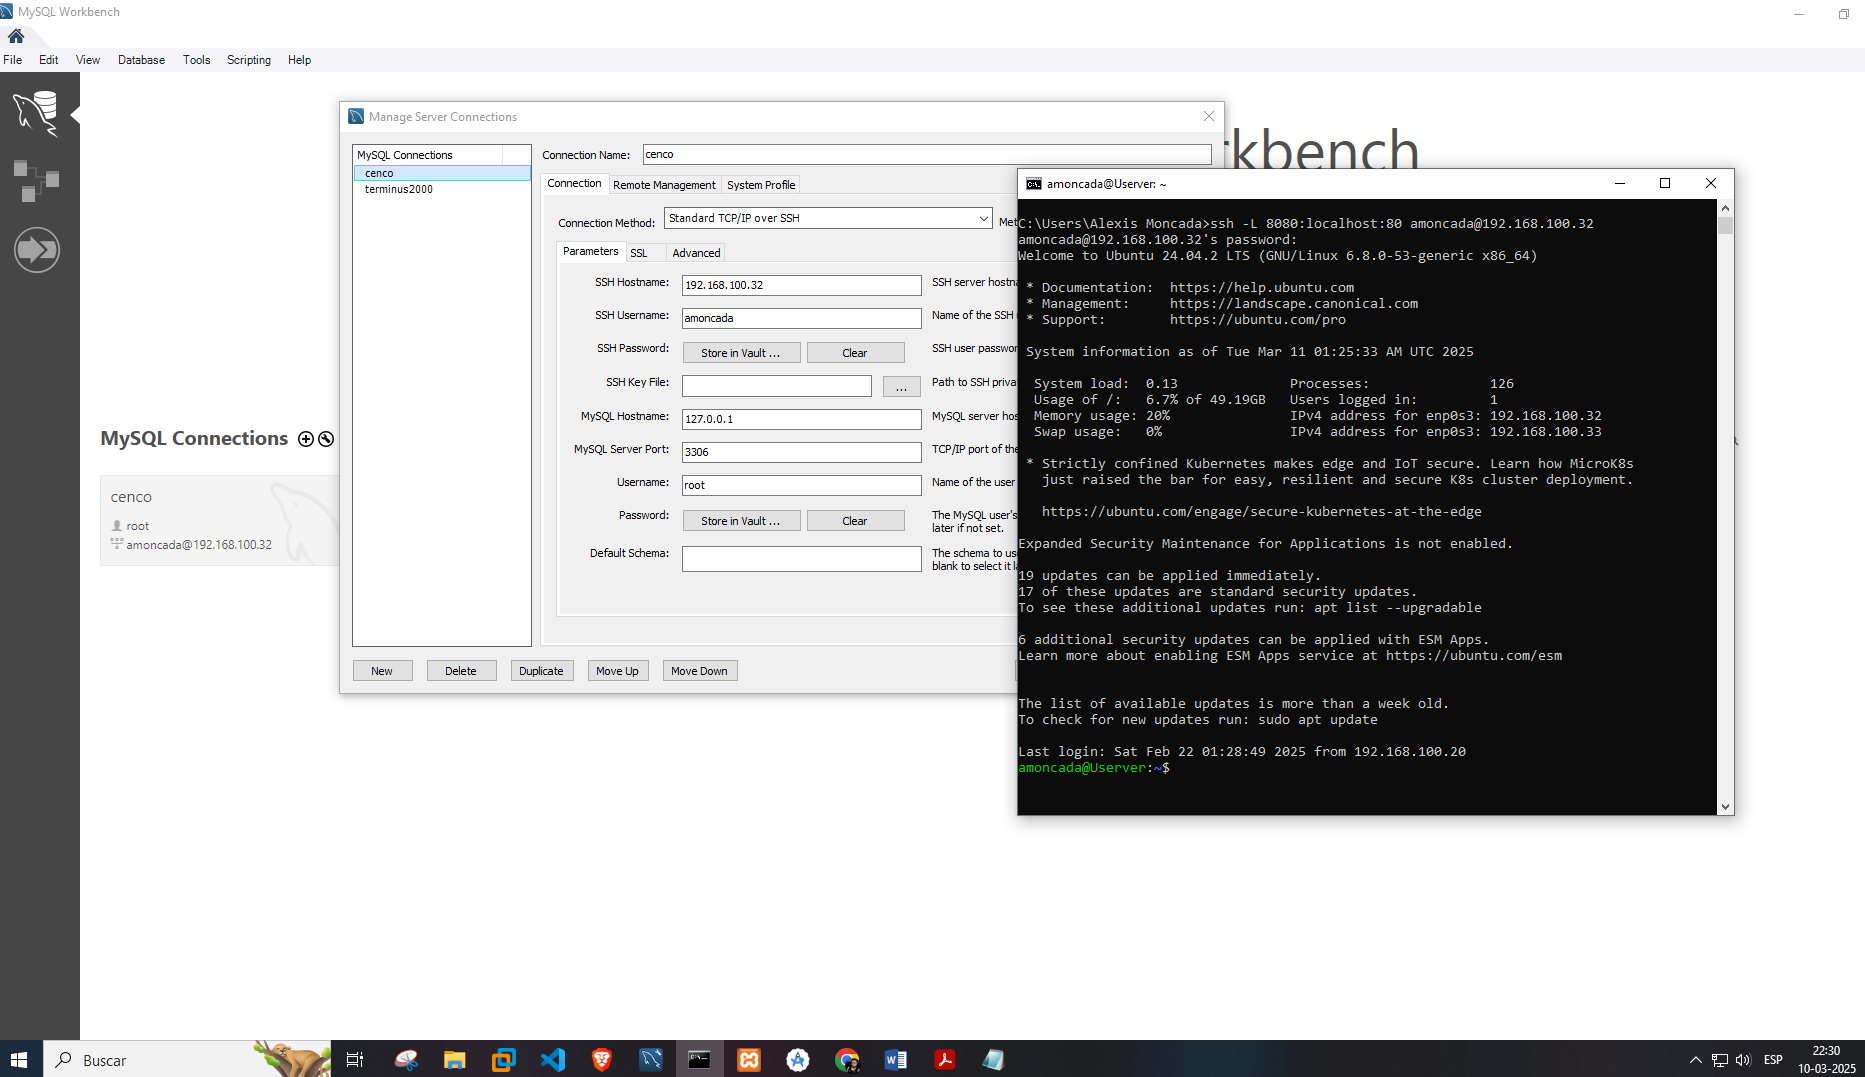 MySQL Workbench
File Edit View Database Tools Scripting Help
rkbench
MySQL Connections
cenco
root
amoncada@192.168.100.32
Manage Server Connections
MySQL Connections
cenco
terminus2000
Connection Name: cenco
Connection Remote Management System Profile
Connection Method: Standard TCP/IP over SSH Met
Parameters SSL Advanced
SSH Hostname: 192.168.100.32 SSH server hostna
SSH Username: amoncada Name of the SSH
SSH Password: Store in Vault ... Clear SSH user passwor
SSH Key File: ... Path to SSH priva
MySQL Hostname: 127.0.0.1 MySQL server hos
MySQL Server Port: 3306 TCP/IP port of the
Username: root Name of the user
Password: Store in Vault ... Clear The MySQL user's
later if not set.
Default Schema: The schema to us
blank to select it la
New Delete Duplicate Move Up Move Down
amoncada@Userver: ~
C:\Users\Alexis Moncada>ssh -L 8080:localhost:80 amoncada@192.168.100.32
amoncada@192.168.100.32's password:
Welcome to Ubuntu 24.04.2 LTS (GNU/Linux 6.8.0-53-generic x86_64)
* Documentation: https://help.ubuntu.com
* Management: https://landscape.canonical.com
* Support: https://ubuntu.com/pro
System information as of Tue Mar 11 01:25:33 AM UTC 2025
System load: 0.13 Processes: 126
Usage of /: 6.7% of 49.19GB Users logged in: 1
Memory usage: 20% IPv4 address for enp0s3: 192.168.100.32
Swap usage: 0% IPv4 address for enp0s3: 192.168.100.33
* Strictly confined Kubernetes makes edge and IoT secure. Learn how MicroK8s
just raised the bar for easy, resilient and secure K8s cluster deployment.
https://ubuntu.com/engage/secure-kubernetes-at-the-edge
Expanded Security Maintenance for Applications is not enabled.
19 updates can be applied immediately.
17 of these updates are standard security updates.
To see these additional updates run: apt list --upgradable
6 additional security updates can be applied with ESM Apps.
Learn more about enabling ESM Apps service at https://ubuntu.com/esm
The list of available updates is more than a week old.
To check for new updates run: sudo apt update
Last login: Sat Feb 22 01:28:49 2025 from 192.168.100.20
amoncada@Userver:~$
Buscar
ESP
22:30
10-03-2025